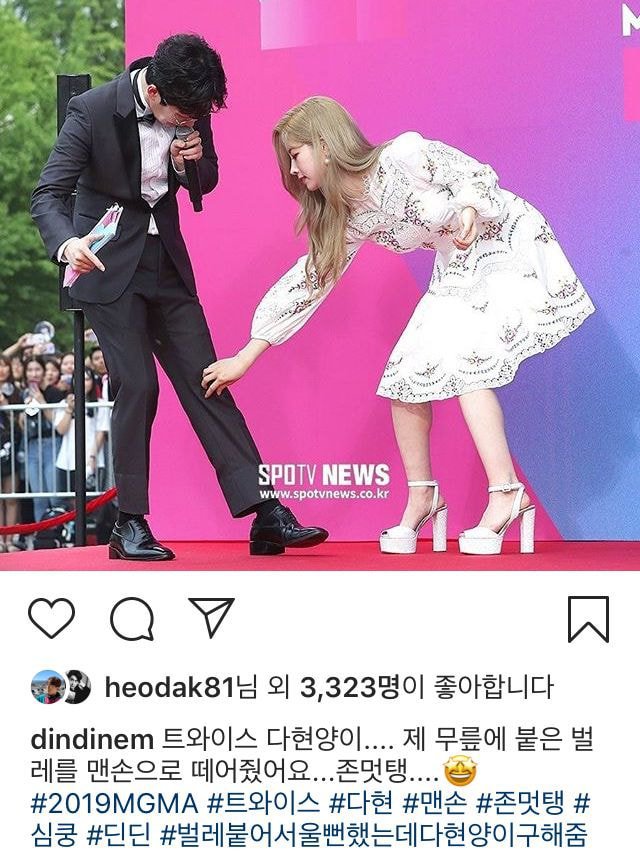 M
SPOTV NEWS
www.spotvnews.co.kr
heodak81님 외 3,323명이 좋아합니다
dindinem 트와이스 다현양이.... 제 무릎에 붙은 벌
레를 맨손으로 떼어줬어요...존멋탱....🤩
#2019MGMA #트와이스 #다현 #맨손 #존멋탱 #
심쿵 #딘딘 #벌레붙어서울뻔했는데다현양이구해줌